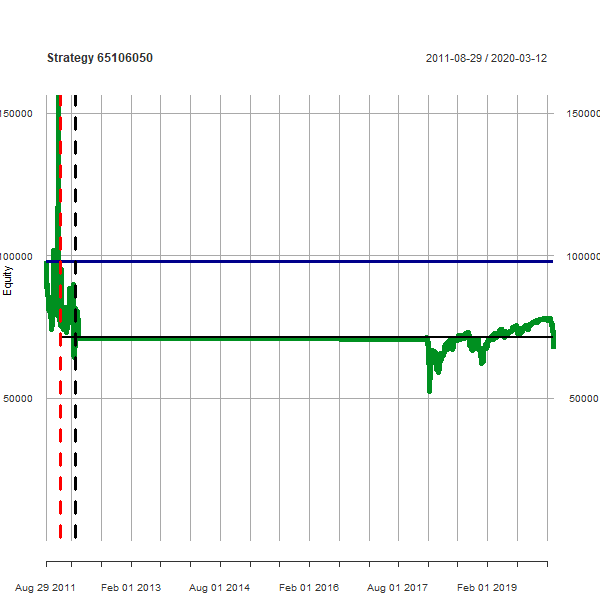 Strategy 65106050 2011-08-29 / 2020-03-12
150000 150000
100000 100000
Equity
50000 50000
Aug 29 2011 Feb 01 2013 Aug 01 2014 Feb 01 2016 Aug 01 2017 Feb 01 2019